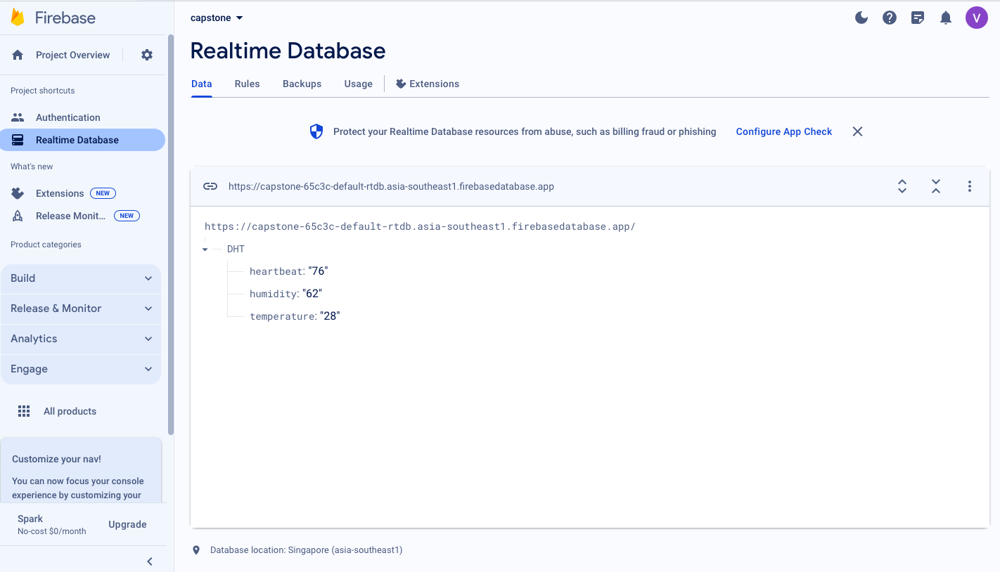 Firebase
Project Overview
Project shortcuts
Authentication
Realtime Database
What's new
Extensions NEW
Release Monit... NEW
Product categories
Build
Release & Monitor
Analytics
Engage
All products
Customize your nav!
You can now focus your console
experience by customizing your
Spark
No-cost $0/month
Upgrade
capstone
V
Realtime Database
Data Rules Backups Usage Extensions
Protect your Realtime Database resources from abuse, such as billing fraud or phishing Configure App Check
https://capstone-65c3c-default-rtdb.asia-southeast1.firebasedatabase.app
https://capstone-65c3c-default-rtdb.asia-southeast1.firebasedatabase.app/
DHT
heartbeat: "76"
humidity: "62"
temperature: "28"
Database location: Singapore (asia-southeast1)